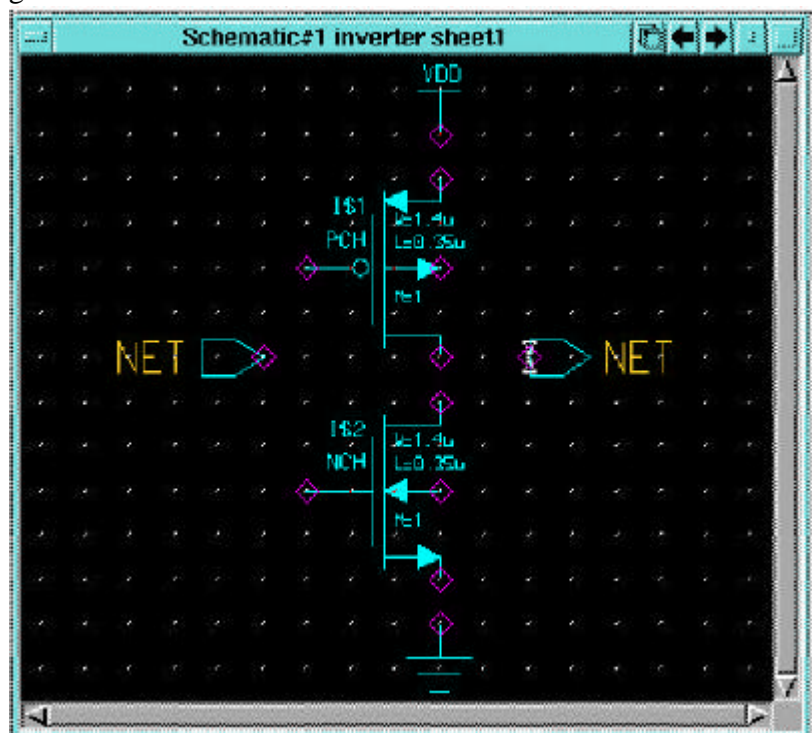 Schematic#1 inverter sheet1
VDD
I$1
W=1.4u
PCH
L=0.35u
M=1
NET
NET
I$2
W=1.4u
NCH
L=0.35u
M=1